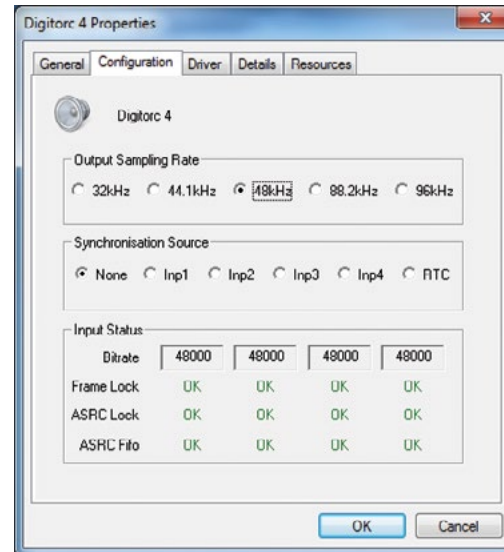 Digitorc 4 Properties
General Configuration Driver Details Resources
Digitorc 4
Output Sampling Rate
32kHz 44.1kHz 48kHz 88.2kHz 96kHz
Synchronisation Source
None Inp1 Inp2 Inp3 Inp4 RTC
Input Status
Bitrate 48000 48000 48000 48000
Frame Lock OK OK OK OK
ASRC Lock OK OK OK OK
ASRC Fifo OK OK OK OK
OK Cancel